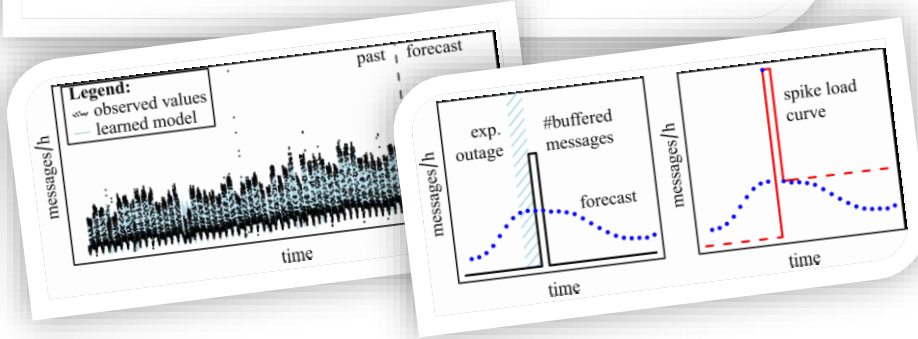 past
forecast
Legend:
observed values
learned model
messages/h
time
exp.
outage
#buffered
messages
forecast
messages/h
time
spike load
curve
messages/h
time